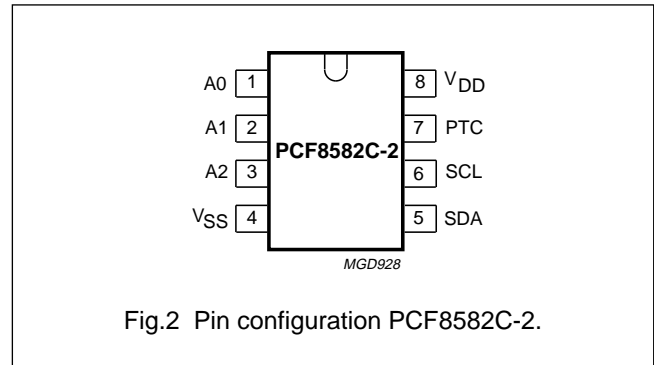 A0 1 8 VDD
A1 2 7 PTC
PCF8582C-2
A2 3 6 SCL
VSS 4 5 SDA
MGD928
Fig.2 Pin configuration PCF8582C-2.